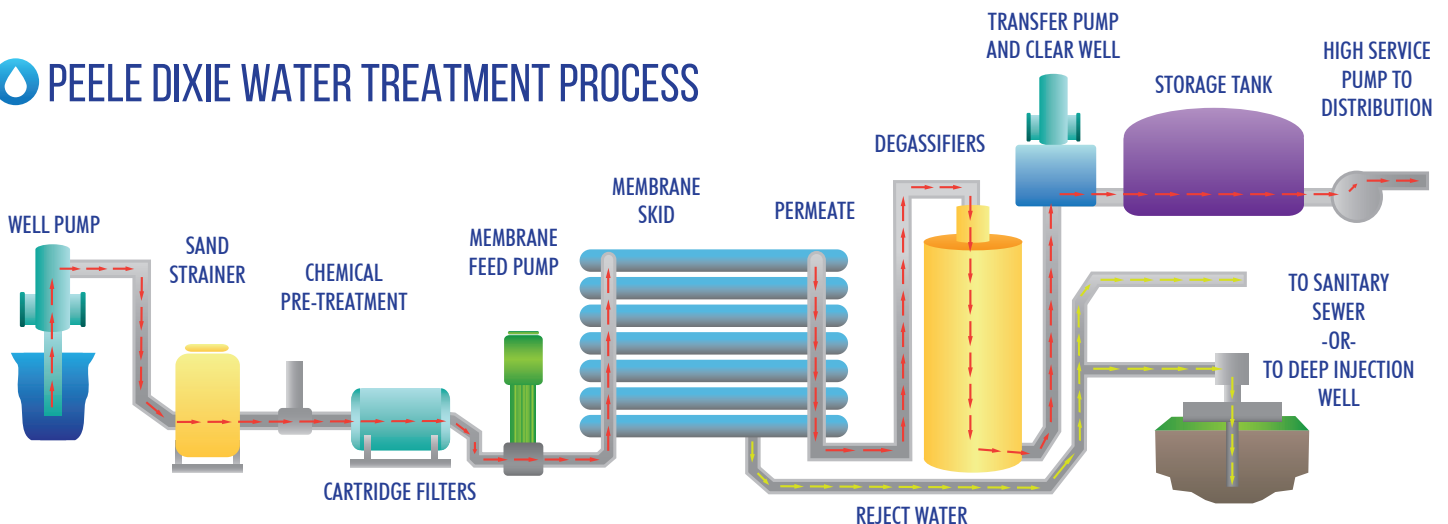 PEELE DIXIE WATER TREATMENT PROCESS
WELL PUMP
SAND
STRAINER
CHEMICAL
PRE-TREATMENT
CARTRIDGE FILTERS
MEMBRANE
FEED PUMP
MEMBRANE
SKID
PERMEATE
DEGASSIFIERS
TRANSFER PUMP
AND CLEAR WELL
STORAGE TANK
HIGH SERVICE
PUMP TO
DISTRIBUTION
TO SANITARY
SEWER
-OR-
TO DEEP INJECTION
WELL
REJECT WATER